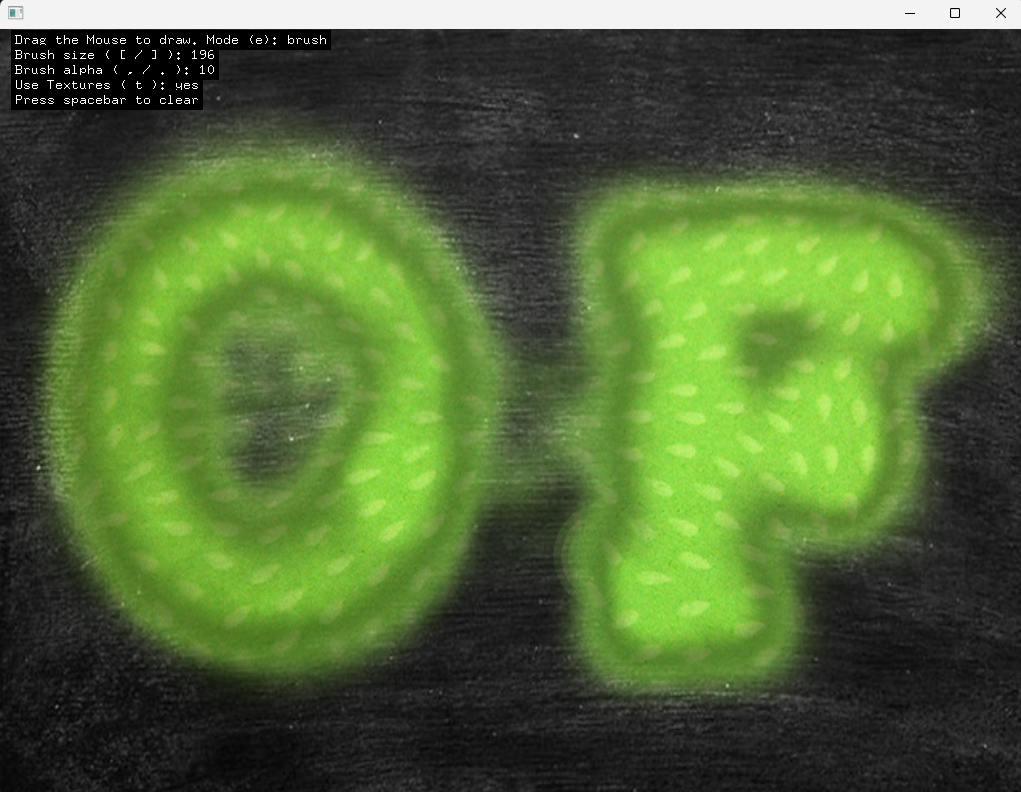 Drag the Mouse to draw. Mode (e): brush
Brush size ( [ / ] ): 196
Brush alpha ( , / . ): 10
Use Textures ( t ): yes
Press spacebar to clear
OF